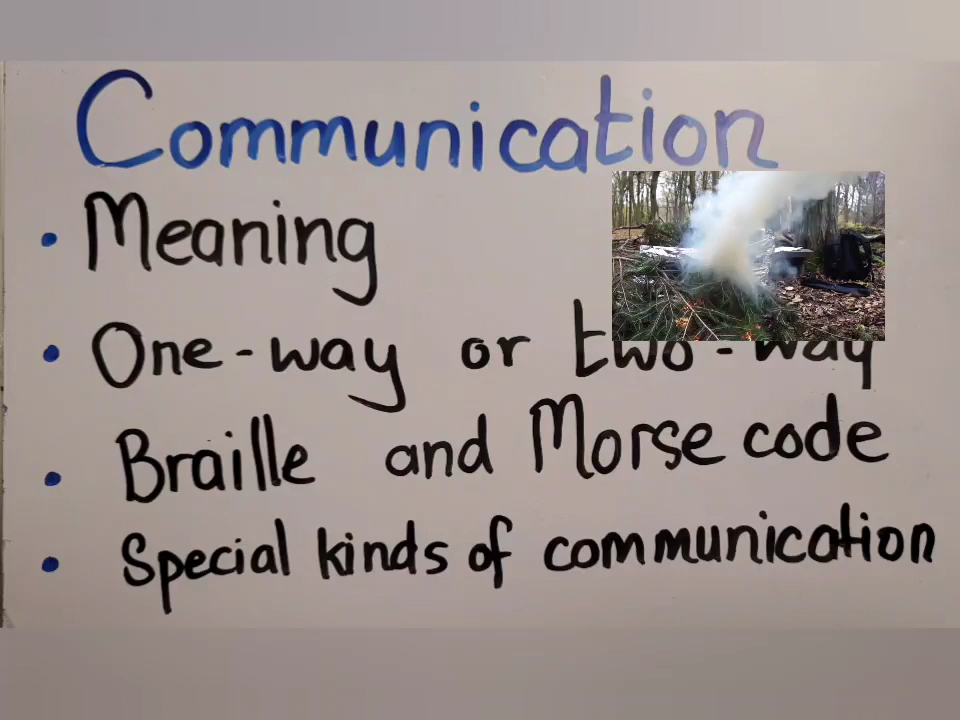 Communication
Meaning
One-way or two-way
Braille and Morse code
Special kinds of communication